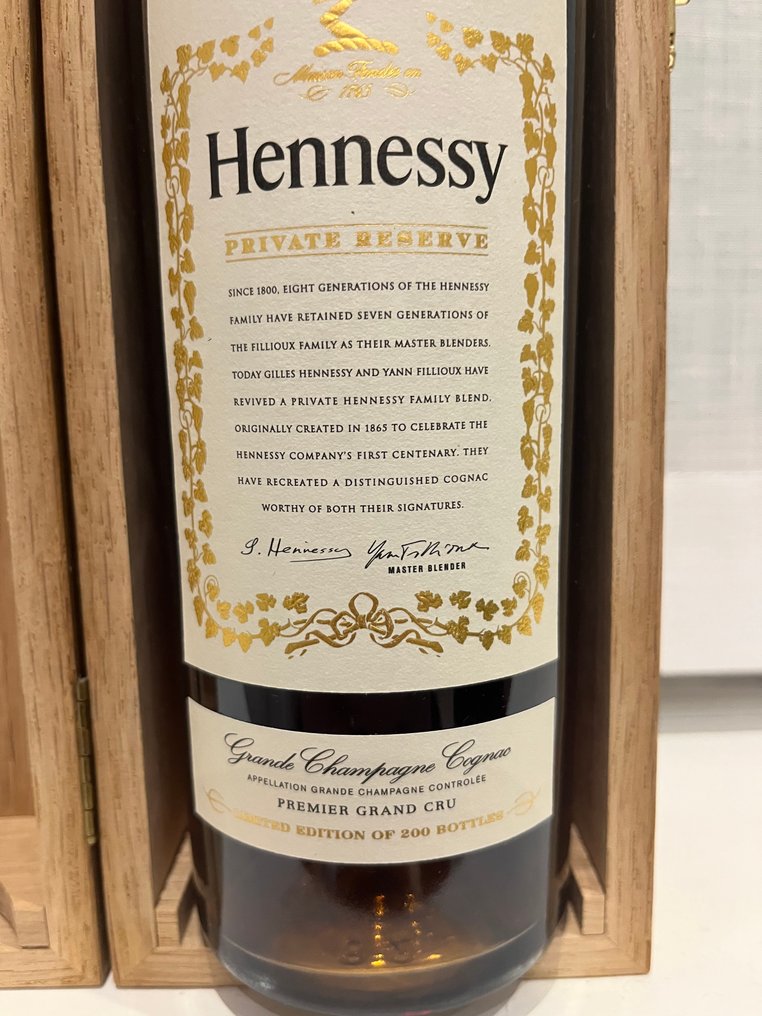 Maison Fondée en
1765
Hennessy
PRIVATE RESERVE
SINCE 1800, EIGHT GENERATIONS OF THE HENNESSY
FAMILY HAVE RETAINED SEVEN GENERATIONS OF
THE FILLIOUX FAMILY AS THEIR MASTER BLENDERS.
TODAY GILLES HENNESSY AND YANN FILLIOUX HAVE
REVIVED A PRIVATE HENNESSY FAMILY BLEND,
ORIGINALLY CREATED IN 1865 TO CELEBRATE THE
HENNESSY COMPANY'S FIRST CENTENARY. THEY
HAVE RECREATED A DISTINGUISHED COGNAC
WORTHY OF BOTH THEIR SIGNATURES.
G. Hennessy Yann Fillioux
MASTER BLENDER
Grande Champagne Cognac
APPELLATION GRANDE CHAMPAGNE CONTROLÉE
PREMIER GRAND CRU
LIMITED EDITION OF 200 BOTTLES